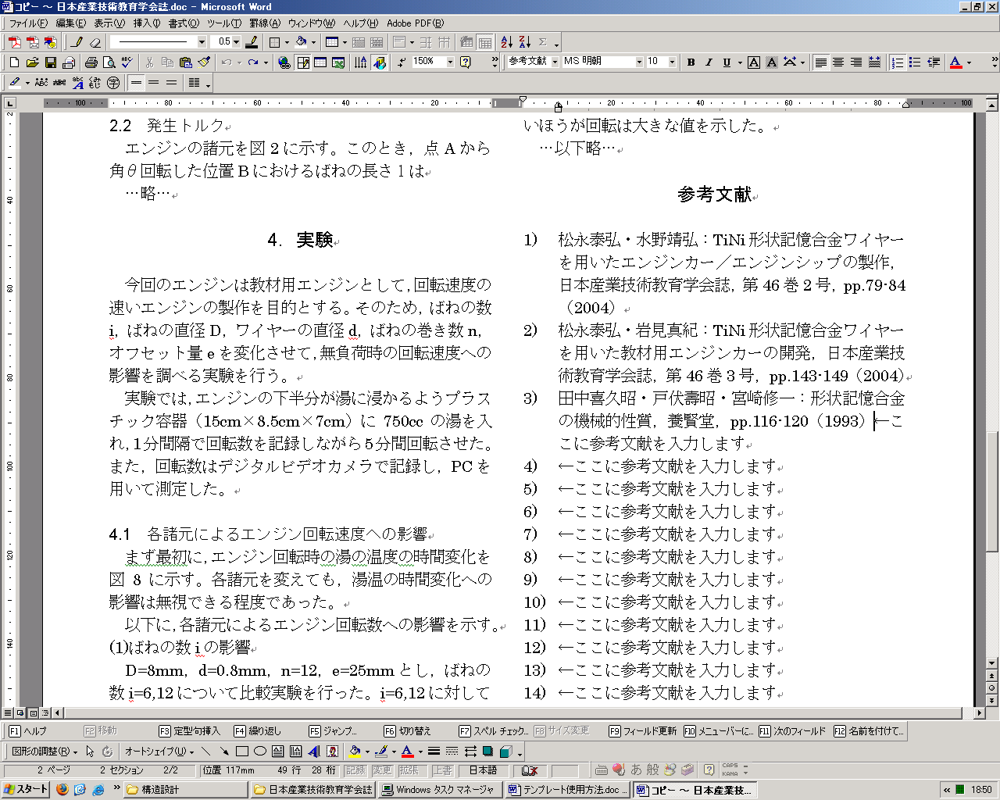 コピー ～ 日本産業技術教育学会誌.doc - Microsoft Word
ファイル(F) 編集(E) 表示(V) 挿入(I) 書式(O) ツール(T) 罫線(A) ウィンドウ(W) ヘルプ(H) Adobe PDF(B)
0.5
150% 参考文献 MS 明朝 10 B I U A A A
100 80 60 40 20 20 40 60 80 100
2.2 発生トルク
エンジンの諸元を図 2 に示す。このとき，点 A から
角θ回転した位置 B におけるばねの長さ l は
…略…
4. 実験
今回のエンジンは教材用エンジンとして，回転速度の
速いエンジンの製作を目的とする。そのため，ばねの数
i，ばねの直径 D，ワイヤーの直径 d，ばねの巻き数 n，
オフセット量 e を変化させて，無負荷時の回転速度への
影響を調べる実験を行う。
実験では，エンジンの下半分が湯に浸かるようプラス
チック容器（15cm×8.5cm×7cm）に 750cc の湯を入
れ，1分間隔で回転数を記録しながら5分間回転させた。
また，回転数はデジタルビデオカメラで記録し，PC を
用いて測定した。
4.1 各諸元によるエンジン回転速度への影響
まず最初に，エンジン回転時の湯の温度の時間変化を
図 8 に示す。各諸元を変えても，湯温の時間変化への
影響は無視できる程度であった。
以下に，各諸元によるエンジン回転数への影響を示す。
(1)ばねの数 i の影響
D=8mm，d=0.8mm，n=12，e=25mm とし，ばねの
数 i=6,12 について比較実験を行った。i=6,12 に対して
いほうが回転は大きな値を示した。
…以下略…
参考文献
1) 松永泰弘・水野靖弘：TiNi 形状記憶合金ワイヤー
を用いたエンジンカー／エンジンシップの製作，
日本産業技術教育学会誌，第 46 巻 2 号，pp.79-84
（2004）
2) 松永泰弘・岩見真紀：TiNi 形状記憶合金ワイヤー
を用いた教材用エンジンカーの開発，日本産業技
術教育学会誌，第 46 巻 3 号，pp.143-149（2004）
3) 田中喜久昭・戸伏壽昭・宮崎修一：形状記憶合金
の機械的性質，養賢堂，pp.116-120（1993）←こ
こに参考文献を入力します
4) ←ここに参考文献を入力します
5) ←ここに参考文献を入力します
6) ←ここに参考文献を入力します
7) ←ここに参考文献を入力します
8) ←ここに参考文献を入力します
9) ←ここに参考文献を入力します
10) ←ここに参考文献を入力します
11) ←ここに参考文献を入力します
12) ←ここに参考文献を入力します
13) ←ここに参考文献を入力します
14) ←ここに参考文献を入力します
F1 ヘルプ F2 移動 F3 定型句挿入 F4 繰り返し F5 ジャンプ... F6 切り替え F7 スペル チェック... F8 サイズ変更 F9 フィールド更新 F10 メニューバーに... F11 次のフィールド F12 名前を付けて...
図形の調整(R) オートシェイプ(U)
2 ページ 2 セクション 2/2 位置 117mm 49 行 28 桁 記録 変更 拡張 上書 日本語 あ 般 CAPS KANA
スタート 構造設計 日本産業技術教育学会誌 Windows タスク マネージャ テンプレート使用方法.doc ... コピー ～ 日本産業技... 18:50